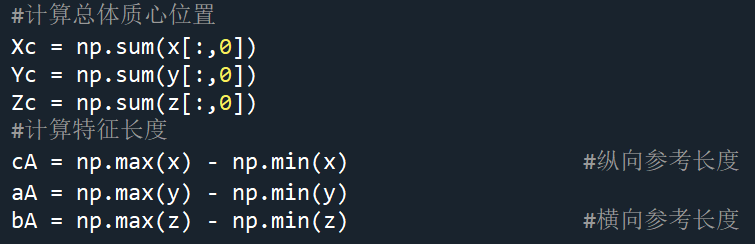 #计算总体质心位置
Xc = np.sum(x[:,0])
Yc = np.sum(y[:,0])
Zc = np.sum(z[:,0])
#计算特征长度
cA = np.max(x) - np.min(x) #纵向参考长度
aA = np.max(y) - np.min(y)
bA = np.max(z) - np.min(z) #横向参考长度